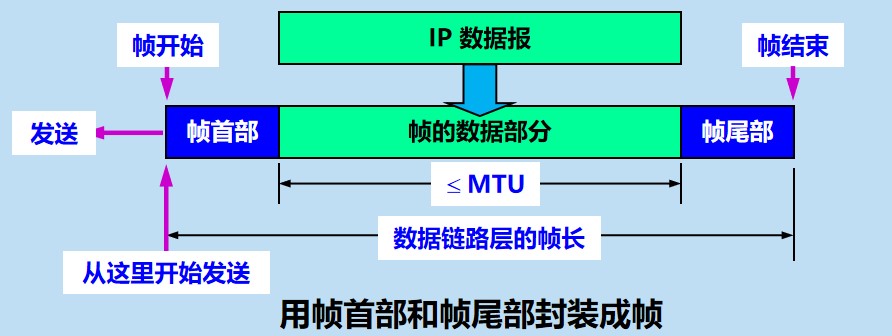 IP 数据报
帧开始
帧结束
发送
帧首部
帧的数据部分
帧尾部
≤ MTU
数据链路层的帧长
从这里开始发送
用帧首部和帧尾部封装成帧